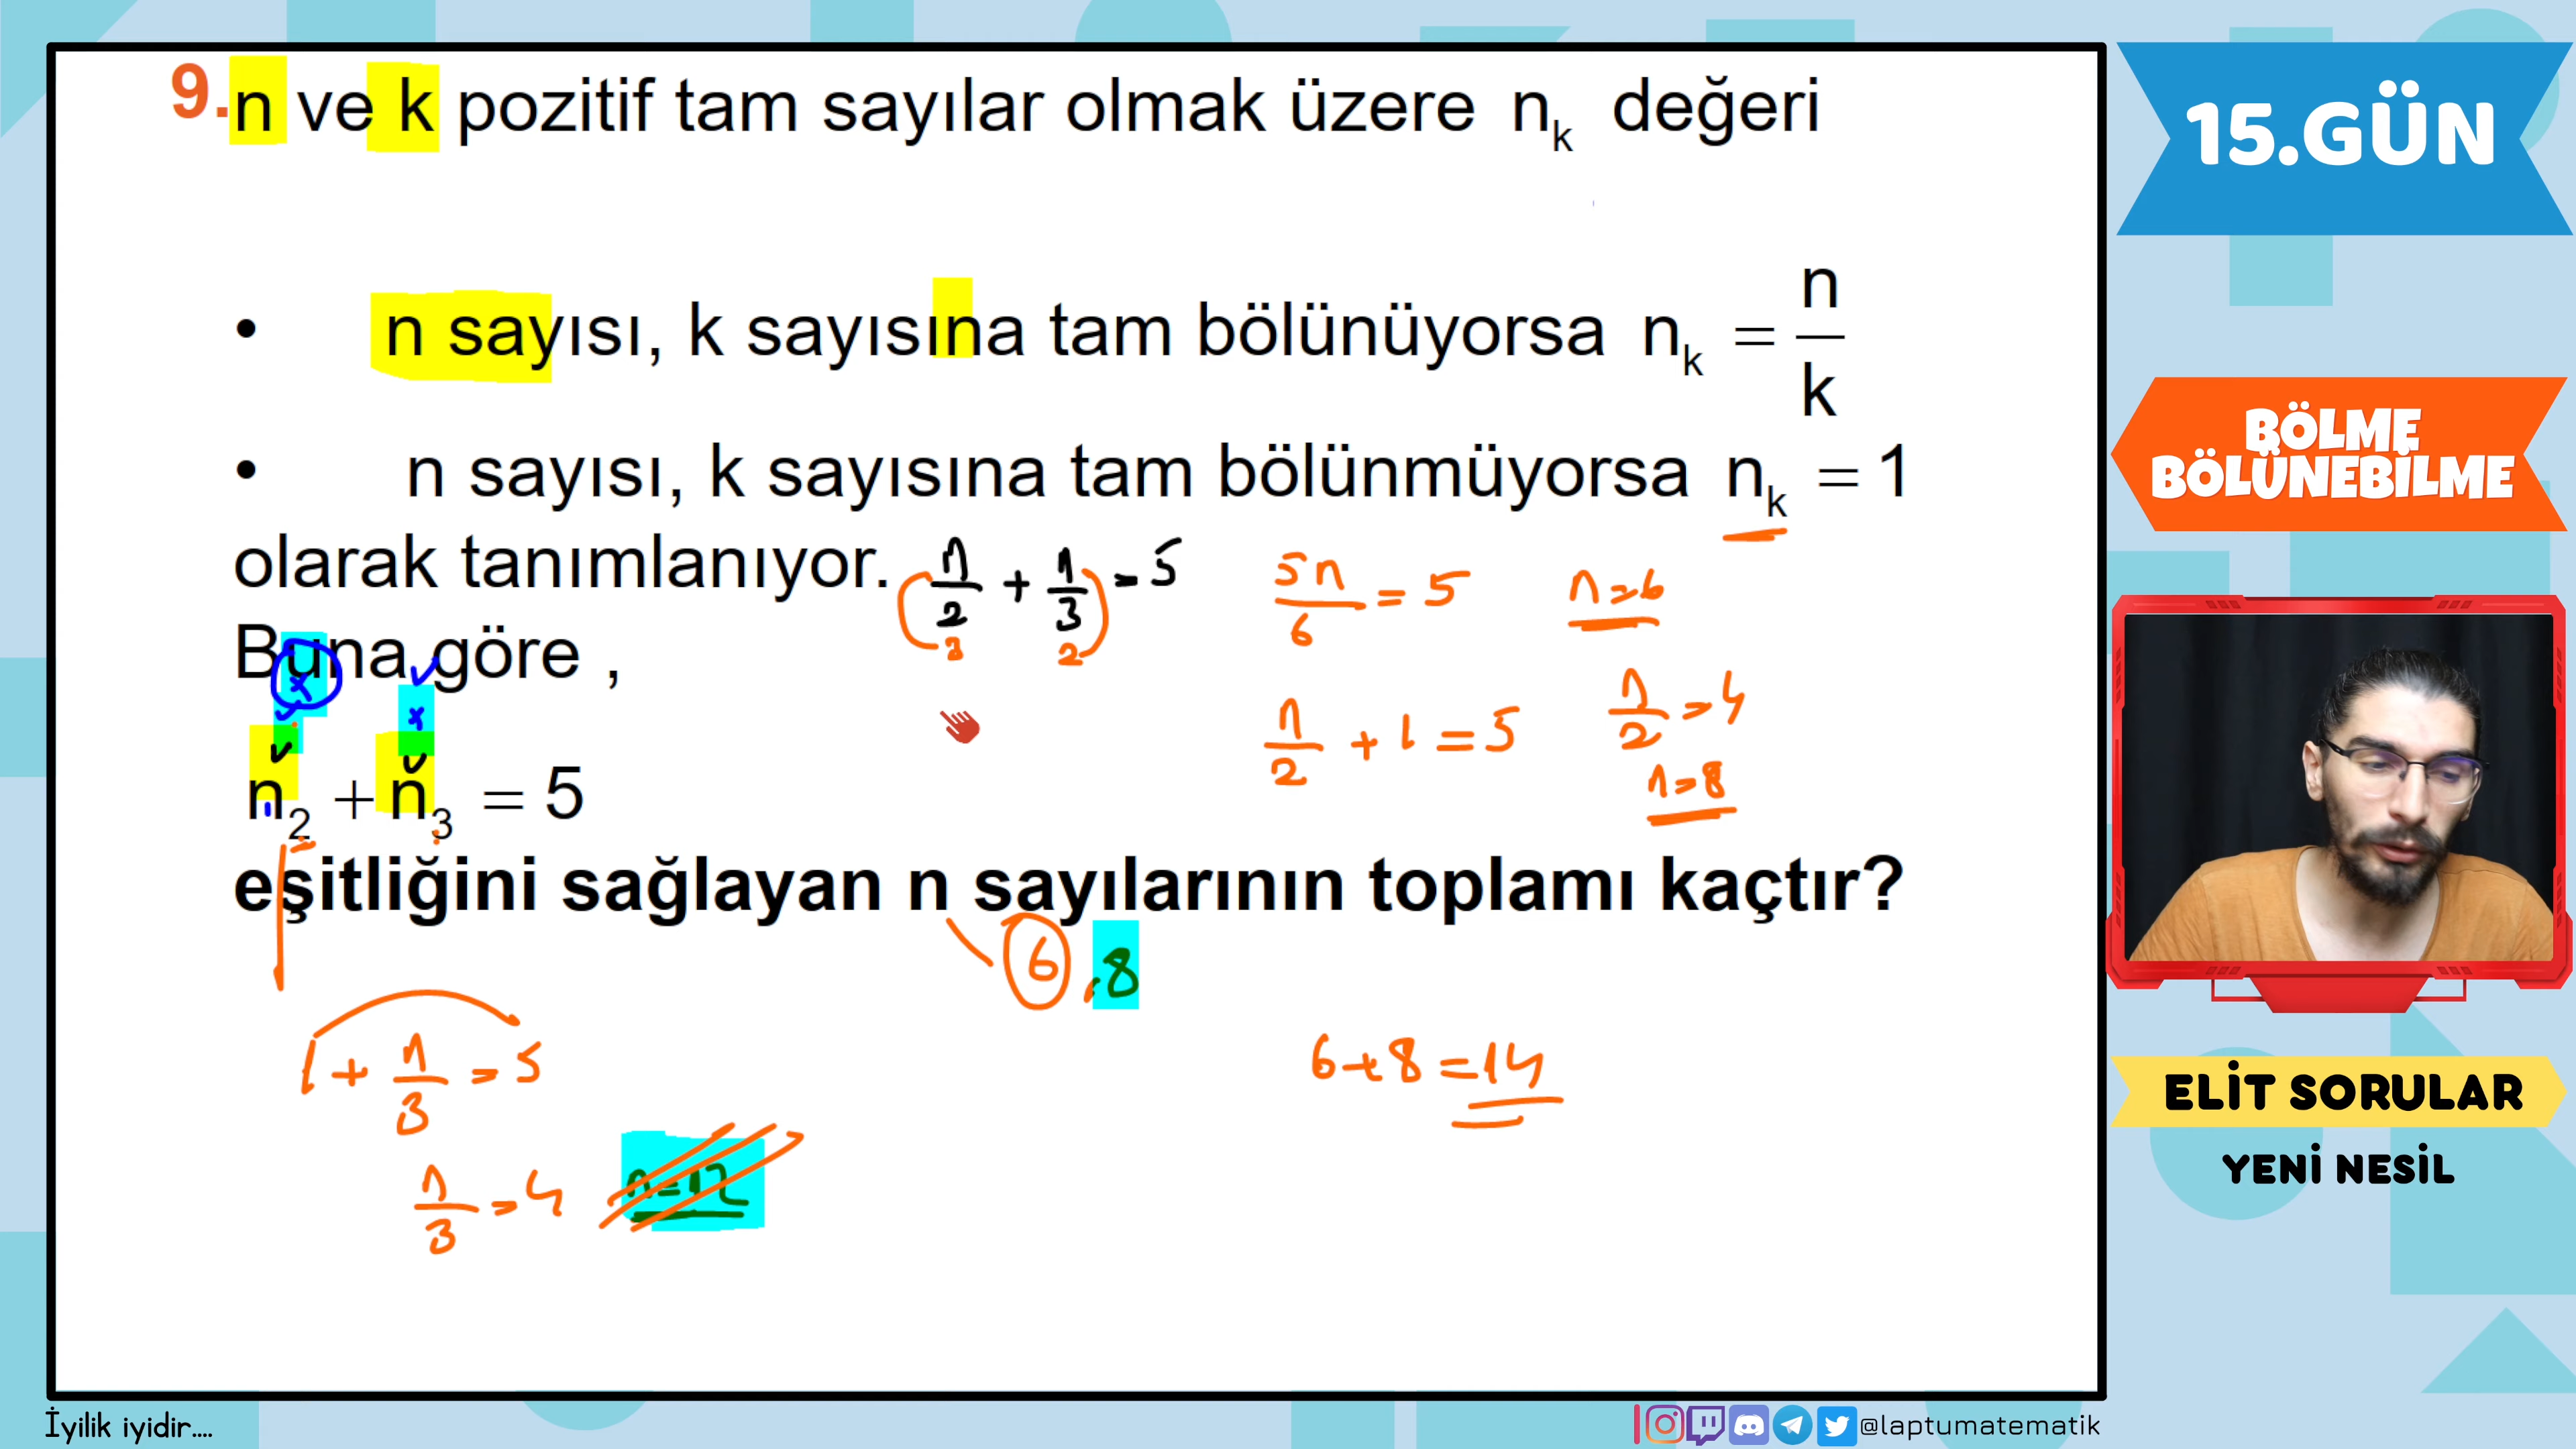 9. n ve k pozitif tam sayılar olmak üzere nₖ değeri
• n sayısı, k sayısına tam bölünüyorsa nₖ = n/k
• n sayısı, k sayısına tam bölünmüyorsa nₖ = 1
olarak tanımlanıyor.
n/2 + n/3 = 5
3 2
5n/6 = 5
n=6
Buna göre ,
n/2 + 1 = 5
n/2 = 4
n=8
n₂ + n₃ = 5
eşitliğini sağlayan n sayılarının toplamı kaçtır?
6, 8
1 + n/3 = 5
6+8=14
n/3 = 4
n=12
15.GÜN
BÖLME
BÖLÜNEBİLME
ELİT SORULAR
YENİ NESİL
İyilik iyidir....
@laptumatematik